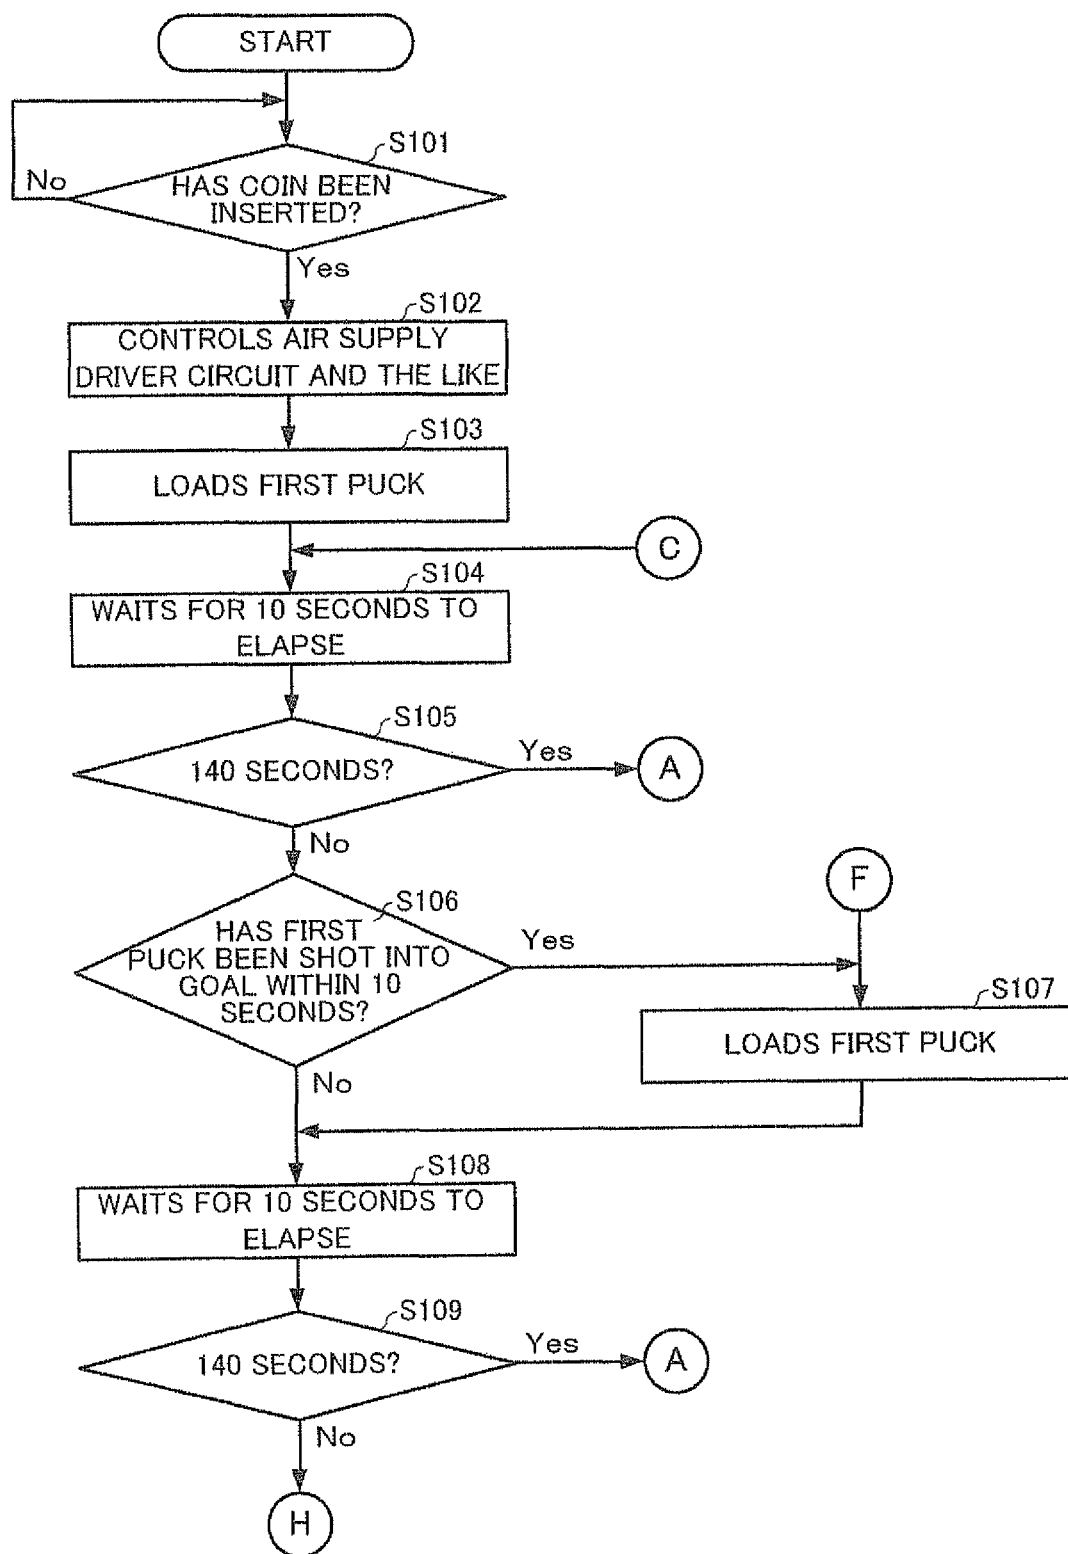 START
S101
No
HAS COIN BEEN
INSERTED?
Yes
S102
CONTROLS AIR SUPPLY
DRIVER CIRCUIT AND THE LIKE
S103
LOADS FIRST PUCK
C
S104
WAITS FOR 10 SECONDS TO
ELAPSE
S105
140 SECONDS?
Yes
A
No
F
S106
HAS FIRST
PUCK BEEN SHOT INTO
GOAL WITHIN 10
SECONDS?
Yes
S107
LOADS FIRST PUCK
No
S108
WAITS FOR 10 SECONDS TO
ELAPSE
S109
140 SECONDS?
Yes
A
No
H